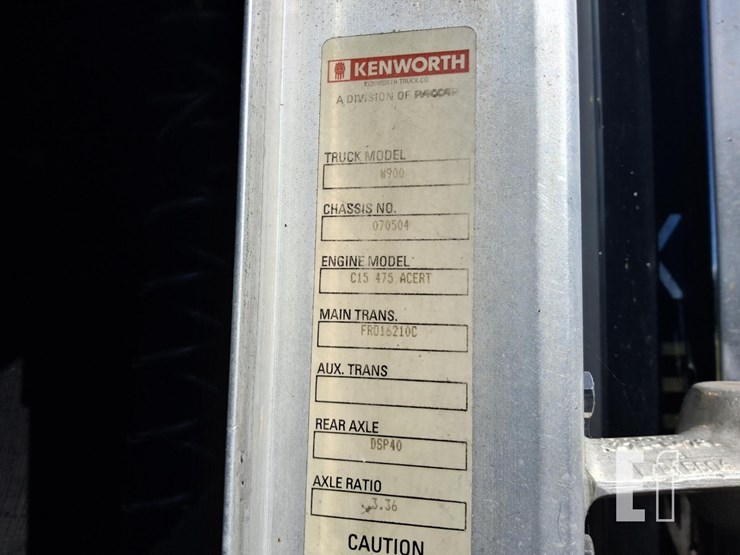 KENWORTH
KENWORTH TRUCK CO.
A DIVISION OF PACCAR
TRUCK MODEL
W900
CHASSIS NO.
070504
ENGINE MODEL
C15 475 ACERT
MAIN TRANS.
FRO16210C
AUX. TRANS
REAR AXLE
DSP40
AXLE RATIO
3.36
CAUTION